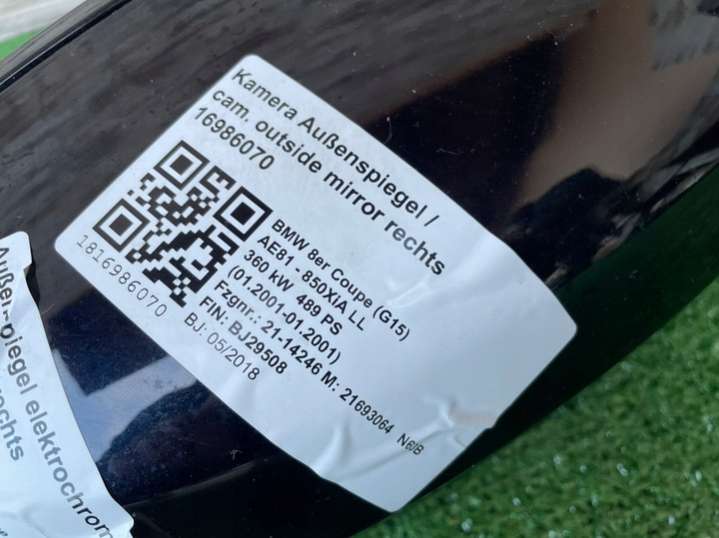 Kamera Außenspiegel /
cam. outside mirror rechts
16986070
1816986070
BMW 8er Coupe (G15)
AE81 - 850XIA LL
360 kW 489 PS
(01.2001-01.2001)
Fzgnr.: 21-14246 M: 21693064 N6/B
FIN: BJ29508
BJ: 05/2018
Außenspiegel elektrochrom
rechts